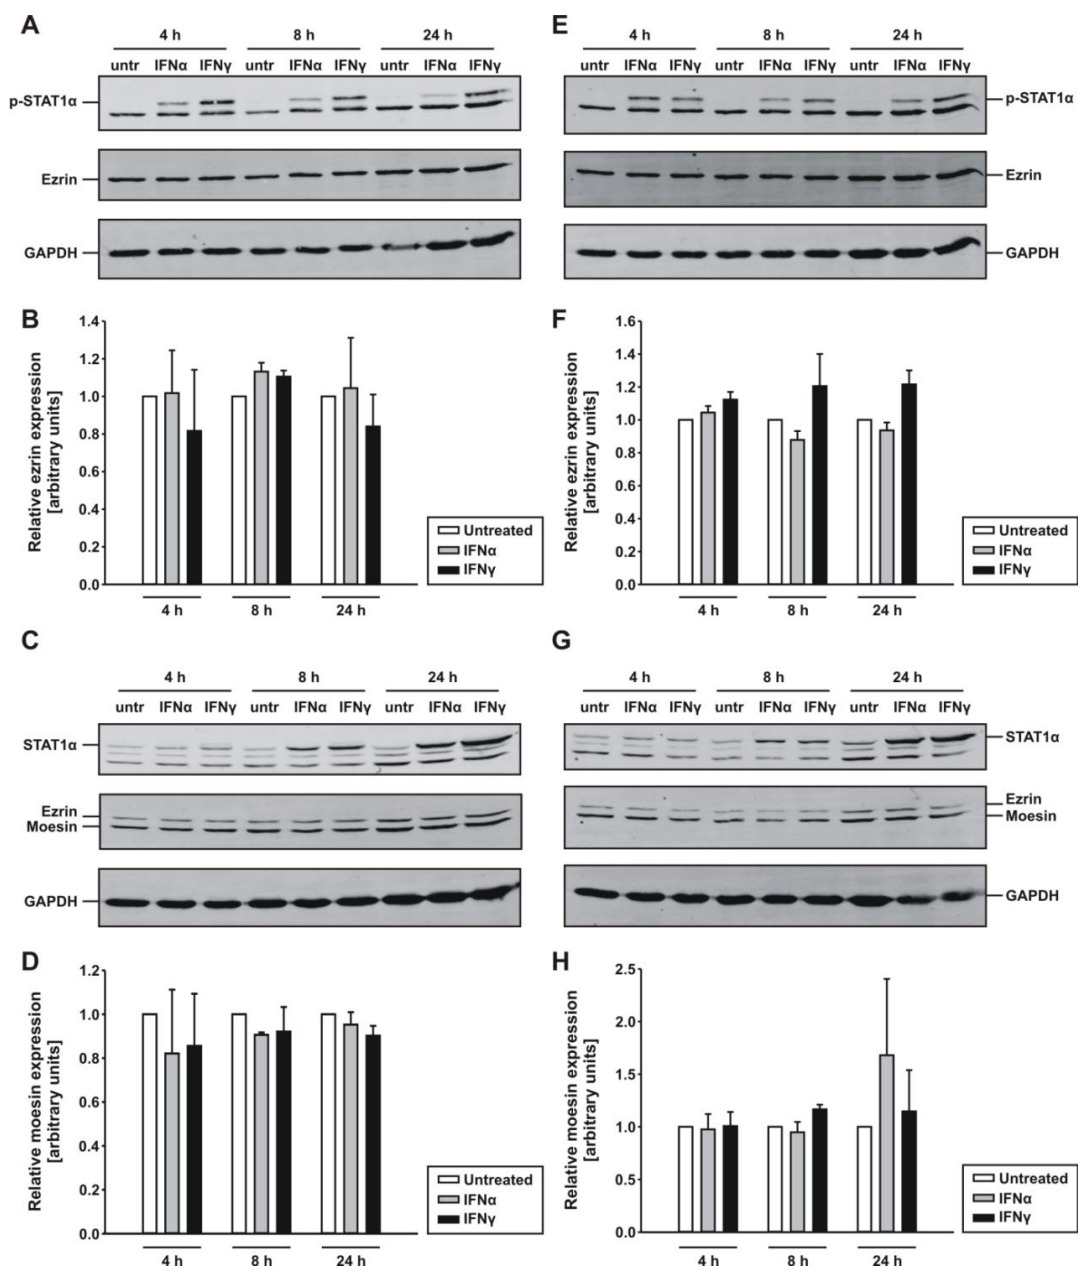 A
4 h 8 h 24 h
untr IFNα IFNγ untr IFNα IFNγ untr IFNα IFNγ
p-STAT1α
Ezrin
GAPDH
E
4 h 8 h 24 h
untr IFNα IFNγ untr IFNα IFNγ untr IFNα IFNγ
p-STAT1α
Ezrin
GAPDH
B
Relative ezrin expression
[arbitrary units]
1.4
1.2
1.0
0.8
0.6
0.4
0.2
0.0
4 h 8 h 24 h
Untreated
IFNα
IFNγ
F
Relative ezrin expression
[arbitrary units]
1.6
1.4
1.2
1.0
0.8
0.6
0.4
0.2
0.0
4 h 8 h 24 h
Untreated
IFNα
IFNγ
C
4 h 8 h 24 h
untr IFNα IFNγ untr IFNα IFNγ untr IFNα IFNγ
STAT1α
Ezrin
Moesin
GAPDH
G
4 h 8 h 24 h
untr IFNα IFNγ untr IFNα IFNγ untr IFNα IFNγ
STAT1α
Ezrin
Moesin
GAPDH
D
Relative moesin expression
[arbitrary units]
1.2
1.0
0.8
0.6
0.4
0.2
0.0
4 h 8 h 24 h
Untreated
IFNα
IFNγ
H
Relative moesin expression
[arbitrary units]
2.5
2.0
1.5
1.0
0.5
0.0
4 h 8 h 24 h
Untreated
IFNα
IFNγ